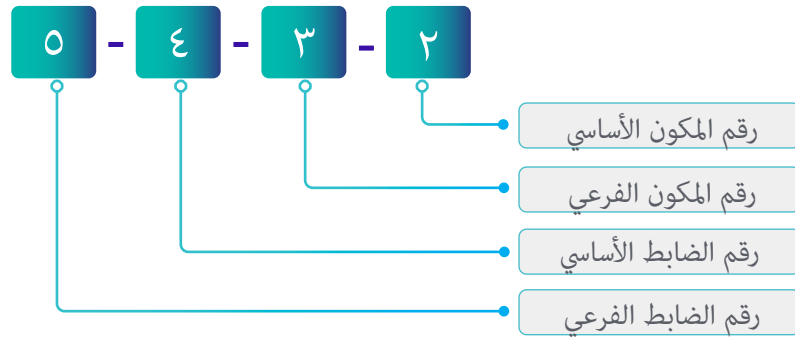 ٢ - ٣ - ٤ - ٥
رقم المكون الأساسي
رقم المكون الفرعي
رقم الضابط الأساسي
رقم الضابط الفرعي